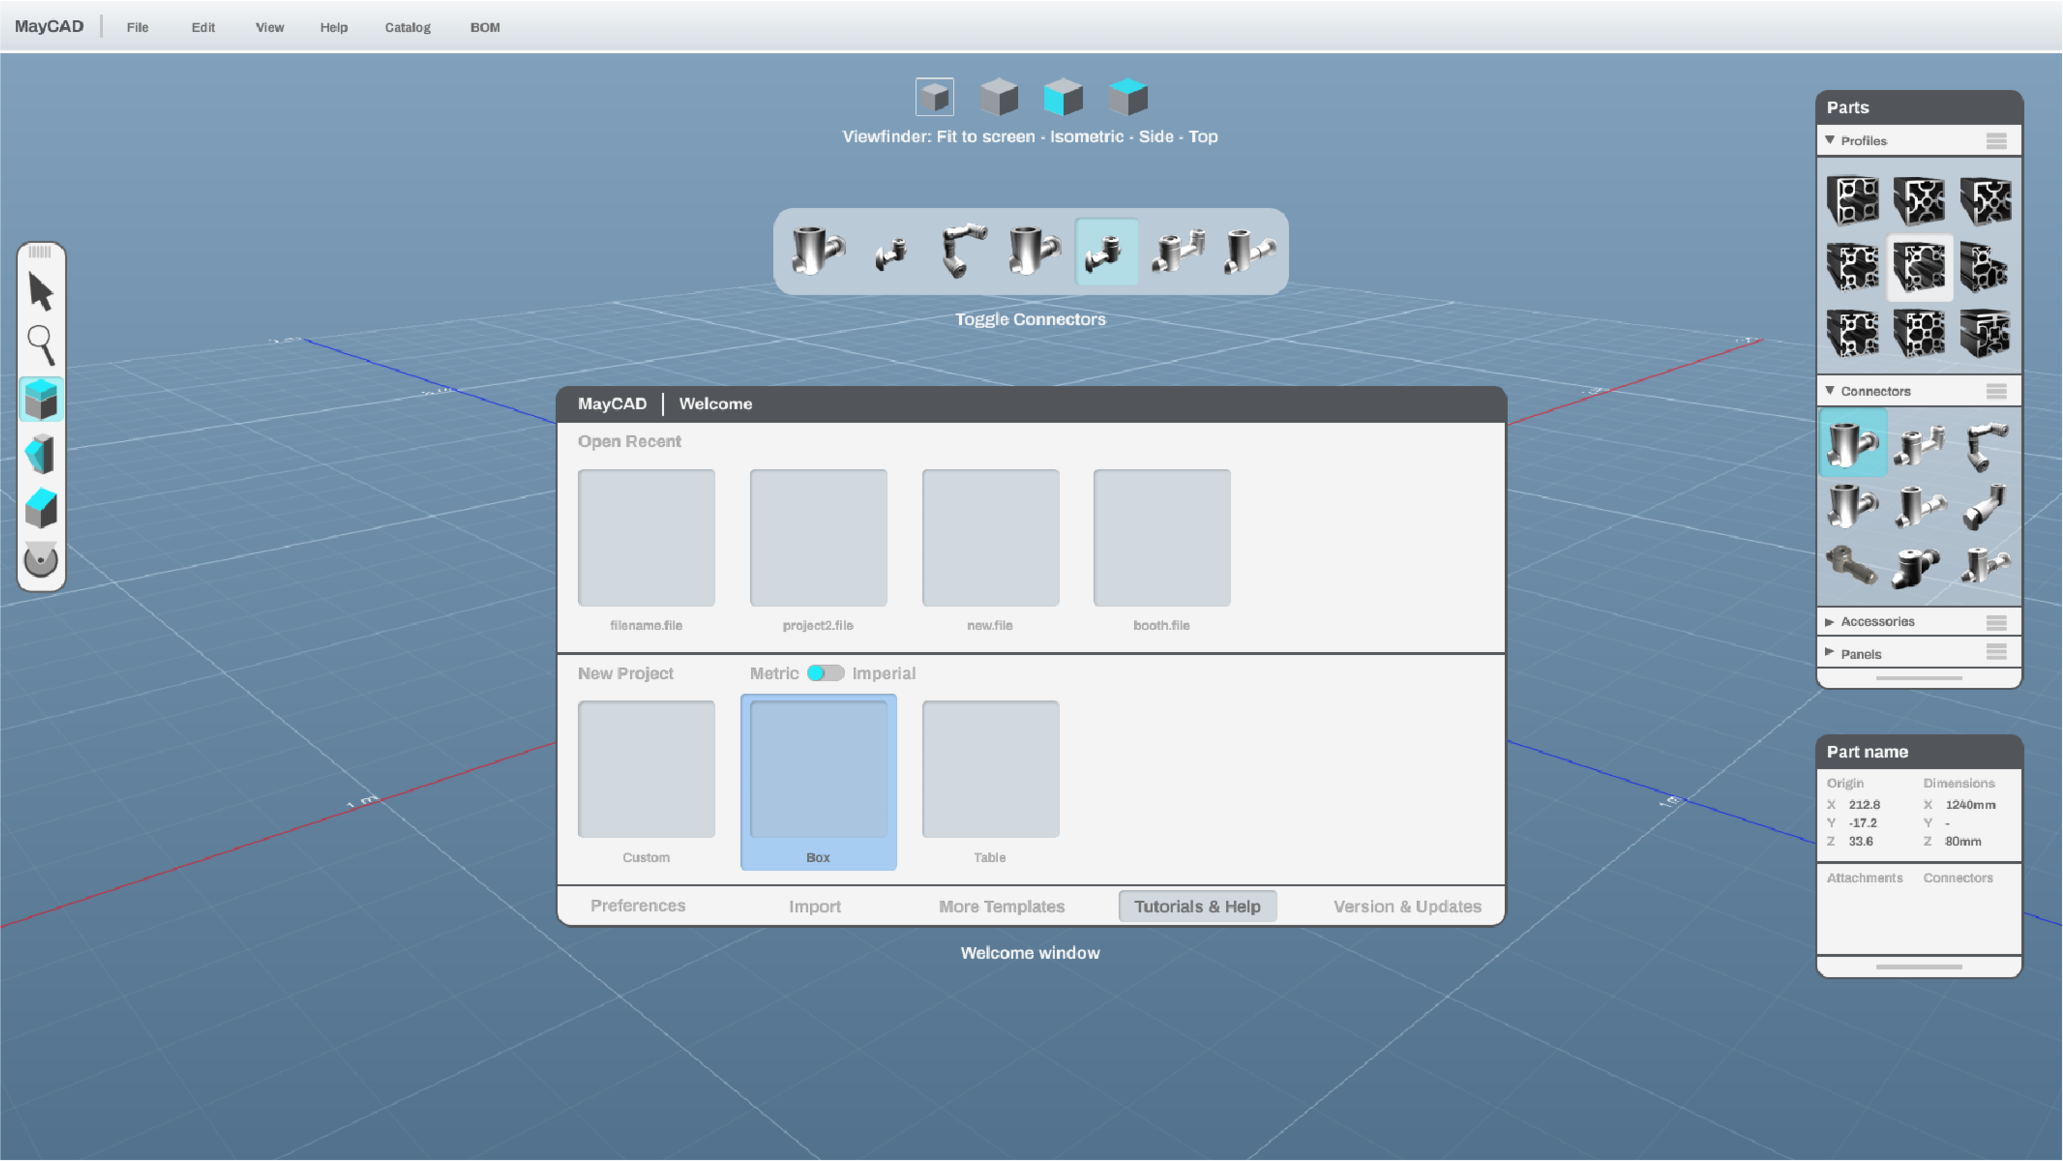 MayCAD File Edit View Help Catalog BOM
Viewfinder: Fit to screen - Isometric - Side - Top
Toggle Connectors
MayCAD Welcome
Open Recent
filename.file project2.file new.file booth.file
New Project Metric Imperial
Custom Box Table
Preferences Import More Templates Tutorials & Help Version & Updates
Welcome window
1 m
Parts
Profiles
Connectors
Accessories
Panels
Part name
Origin Dimensions
X 212.8 X 1240mm
Y -17.2 Y -
Z 33.6 Z 80mm
Attachments Connectors